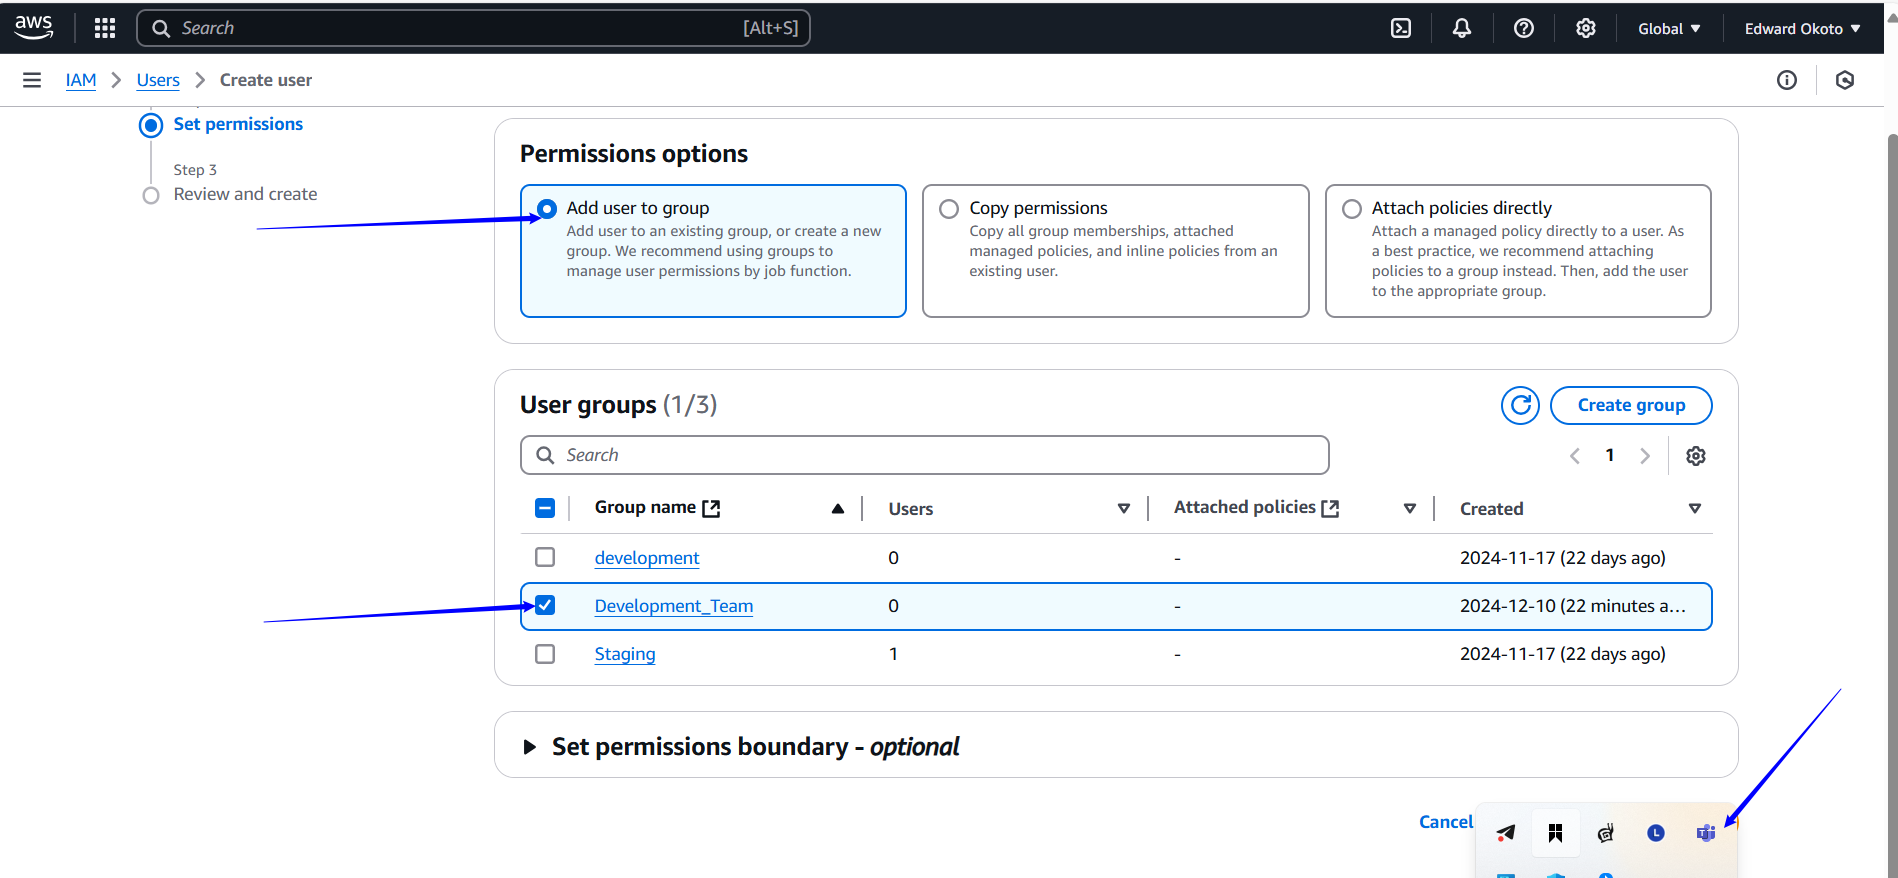 aws
Search [Alt+S]
Global
Edward Okoto
IAM
Users
Create user
Set permissions
Step 3
Review and create
Permissions options
Add user to group
Add user to an existing group, or create a new
group. We recommend using groups to
manage user permissions by job function.
Copy permissions
Copy all group memberships, attached
managed policies, and inline policies from an
existing user.
Attach policies directly
Attach a managed policy directly to a user. As
a best practice, we recommend attaching
policies to a group instead. Then, add the user
to the appropriate group.
User groups (1/3)
Create group
Search
1
Group name Users Attached policies Created
development 0 - 2024-11-17 (22 days ago)
Development_Team 0 - 2024-12-10 (22 minutes a...
Staging 1 - 2024-11-17 (22 days ago)
Set permissions boundary - optional
Cancel
L